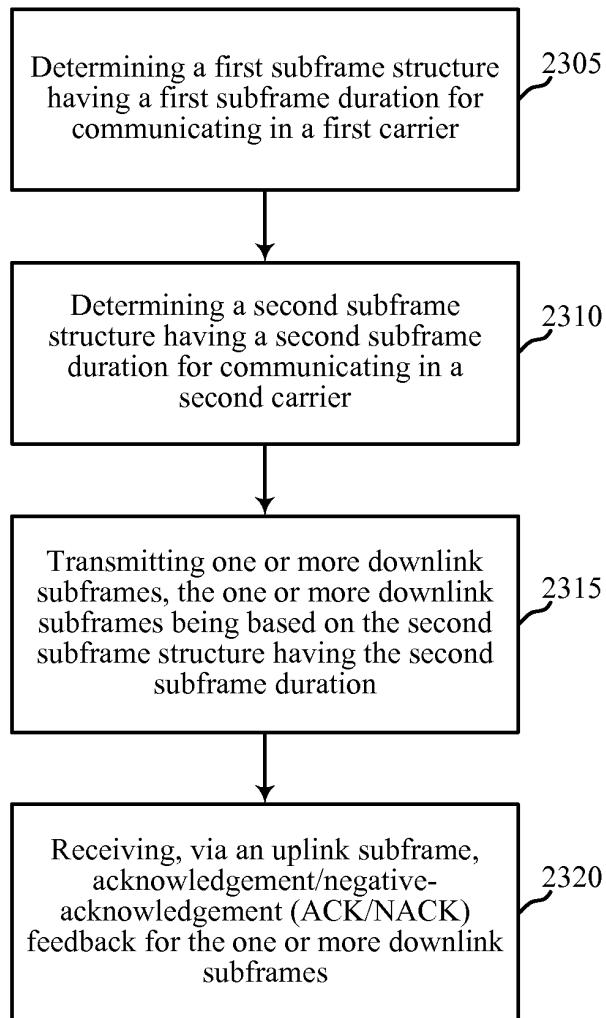 Determining a first subframe structure
having a first subframe duration for
communicating in a first carrier
2305
Determining a second subframe
structure having a second subframe
duration for communicating in a
second carrier
2310
Transmitting one or more downlink
subframes, the one or more downlink
subframes being based on the second
subframe structure having the second
subframe duration
2315
Receiving, via an uplink subframe,
acknowledgement/negative-
acknowledgement (ACK/NACK)
feedback for the one or more downlink
subframes
2320